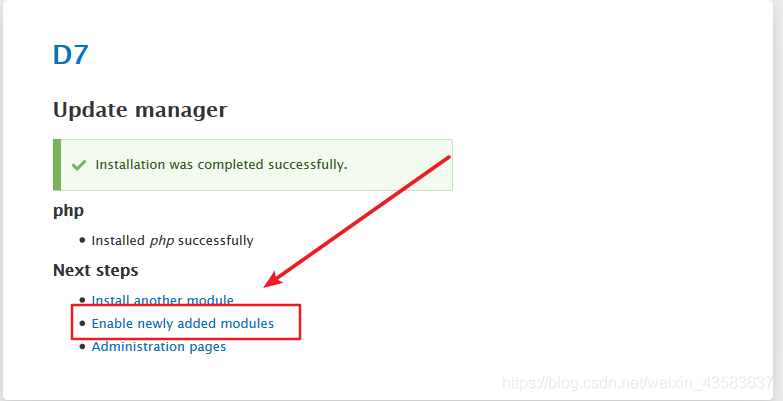 D7
Update manager
Installation was completed successfully.
php
Installed php successfully
Next steps
Install another module
Enable newly added modules
Administration pages
https://blog.csdn.net/weixin_43583637